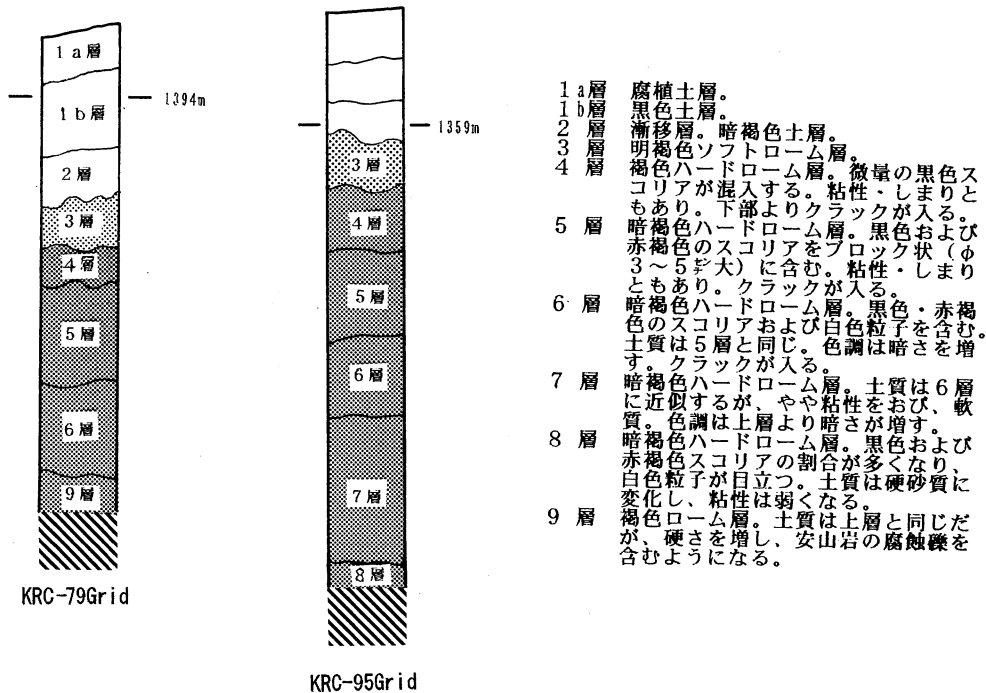 1a層
1b層
2層
3層
4層
5層
6層
9層
1394m
KRC-79Grid
3層
4層
5層
6層
7層
8層
1359m
KRC-95Grid
1a層 腐植土層。
1b層 黒色土層。
2 層 漸移層。暗褐色土層。
3 層 明褐色ソフトローム層。
4 層 褐色ハードローム層。微量の黒色ス
コリアが混入する。粘性・しまりと
もあり。下部よりクラックが入る。
5 層 暗褐色ハードローム層。黒色および
赤褐色のスコリアをブロック状(φ
3~5㌢大)に含む。粘性・しまり
ともあり。クラックが入る。
6 層 暗褐色ハードローム層。黒色・赤褐
色のスコリアおよび白色粒子を含む。
土質は5層と同じ。色調は暗さを増
す。クラックが入る。
7 層 暗褐色ハードローム層。土質は6層
に近似するが、やや粘性をおび、軟
質。色調は上層より暗さが増す。
8 層 暗褐色ハードローム層。黒色および
赤褐色スコリアの割合が多くなり、
白色粒子が目立つ。土質は硬砂質に
変化し、粘性は弱くなる。
9 層 褐色ローム層。土質は上層と同じだ
が、硬さを増し、安山岩の腐蝕礫を
含むようになる。